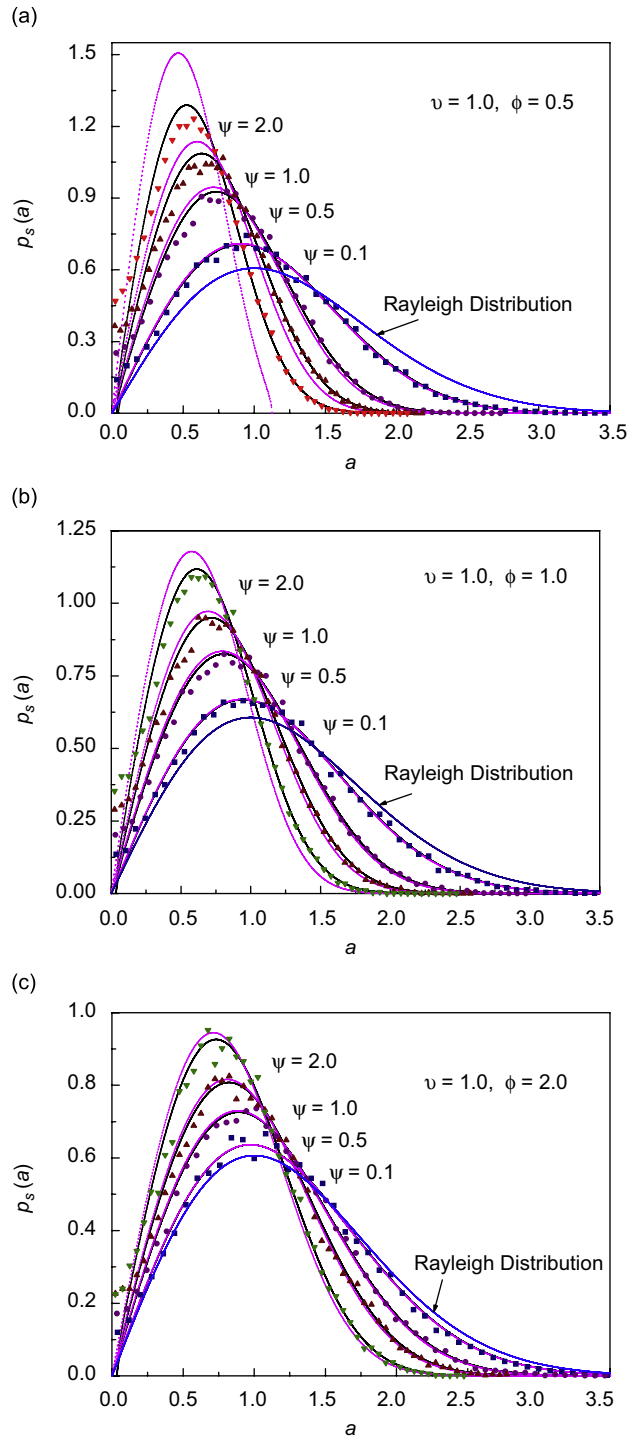 (a)
1.5
υ = 1.0, ϕ = 0.5
ψ = 2.0
1.2
ψ = 1.0
0.9
ψ = 0.5
ψ = 0.1
0.6
Rayleigh Distribution
0.3
0.0
pₛ(a)
0.0 0.5 1.0 1.5 2.0 2.5 3.0 3.5
a
(b)
1.25
υ = 1.0, ϕ = 1.0
ψ = 2.0
1.00
ψ = 1.0
0.75
ψ = 0.5
ψ = 0.1
0.50
Rayleigh Distribution
0.25
0.00
pₛ(a)
0.0 0.5 1.0 1.5 2.0 2.5 3.0 3.5
a
(c)
1.0
υ = 1.0, ϕ = 2.0
ψ = 2.0
0.8
ψ = 1.0
ψ = 0.5
0.6
ψ = 0.1
0.4
Rayleigh Distribution
0.2
0.0
pₛ(a)
0.0 0.5 1.0 1.5 2.0 2.5 3.0 3.5
a